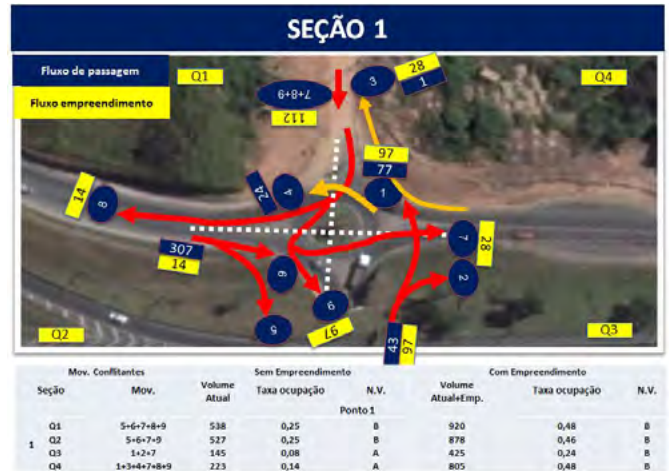 SEÇÃO 1
Fluxo de passagem
Fluxo empreendimento
Q1
Q4
7+8+9
112
3
28
1
97
77
1
4
24
14
8
307
14
6
7
28
2
9
97
5
43
97
Q2
Q3
Mov. Conflitantes Sem Empreendimento Com Empreendimento
Seção Mov. Volume Atual Taxa ocupação N.V. Volume Atual+Emp. Taxa ocupação N.V.
Ponto 1
1
Q1 5+6+7+8+9 538 0,25 B 920 0,48 B
Q2 5+6+7+9 527 0,25 B 878 0,46 B
Q3 1+2+7 145 0,08 A 425 0,24 B
Q4 1+3+4+7+8+9 223 0,14 A 805 0,46 B